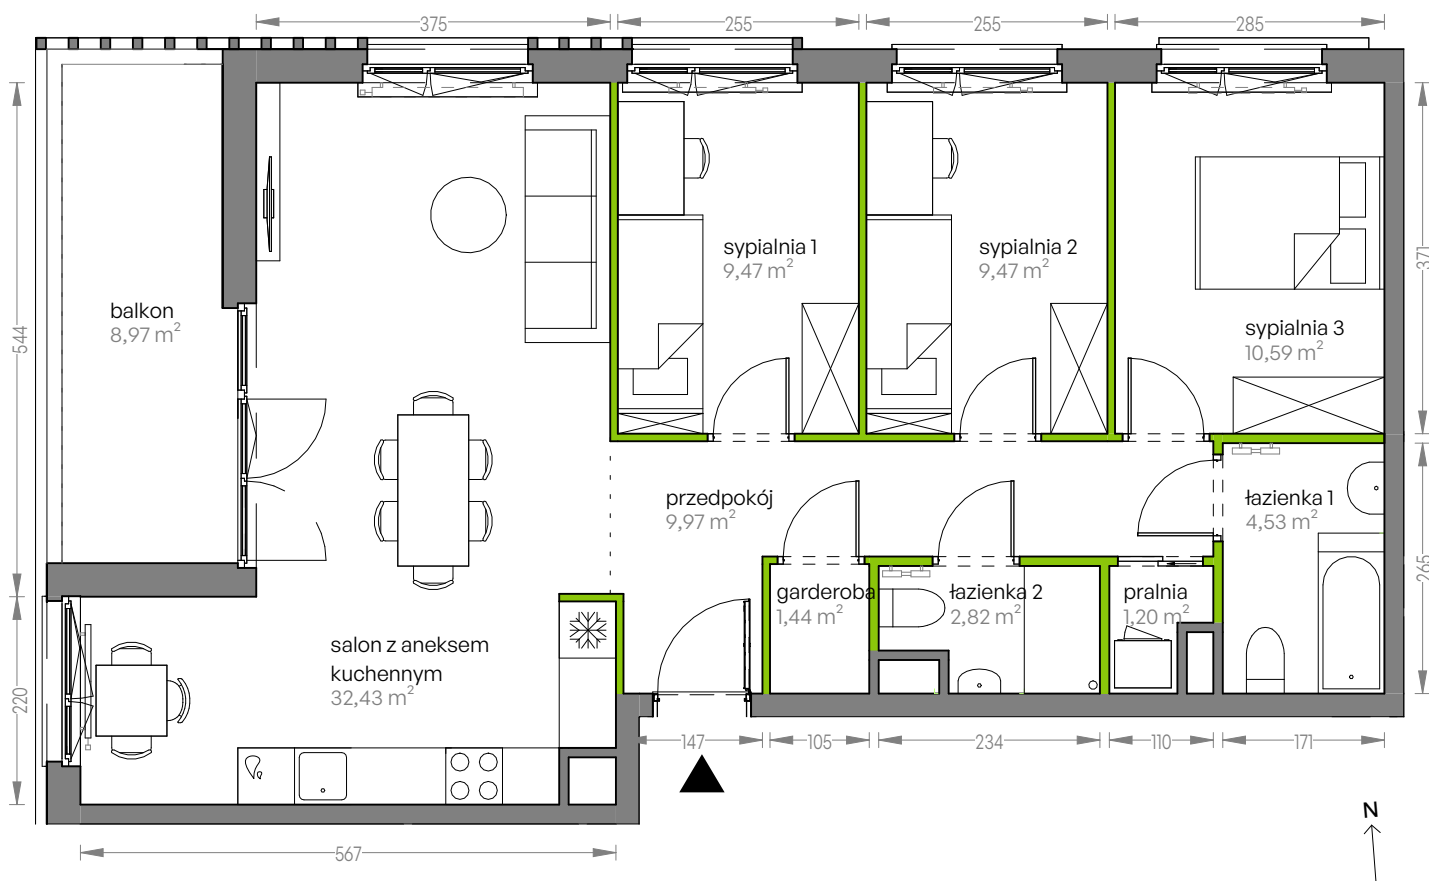 375
255
255
285
544
371
sypialnia 1
9,47 m²
sypialnia 2
9,47 m²
balkon
8,97 m²
sypialnia 3
10,59 m²
przedpokój
9,97 m²
łazienka 1
4,53 m²
265
garderoba
1,44 m²
łazienka 2
2,82 m²
pralnia
1,20 m²
salon z aneksem
kuchennym
32,43 m²
220
147
105
234
110
171
N
567